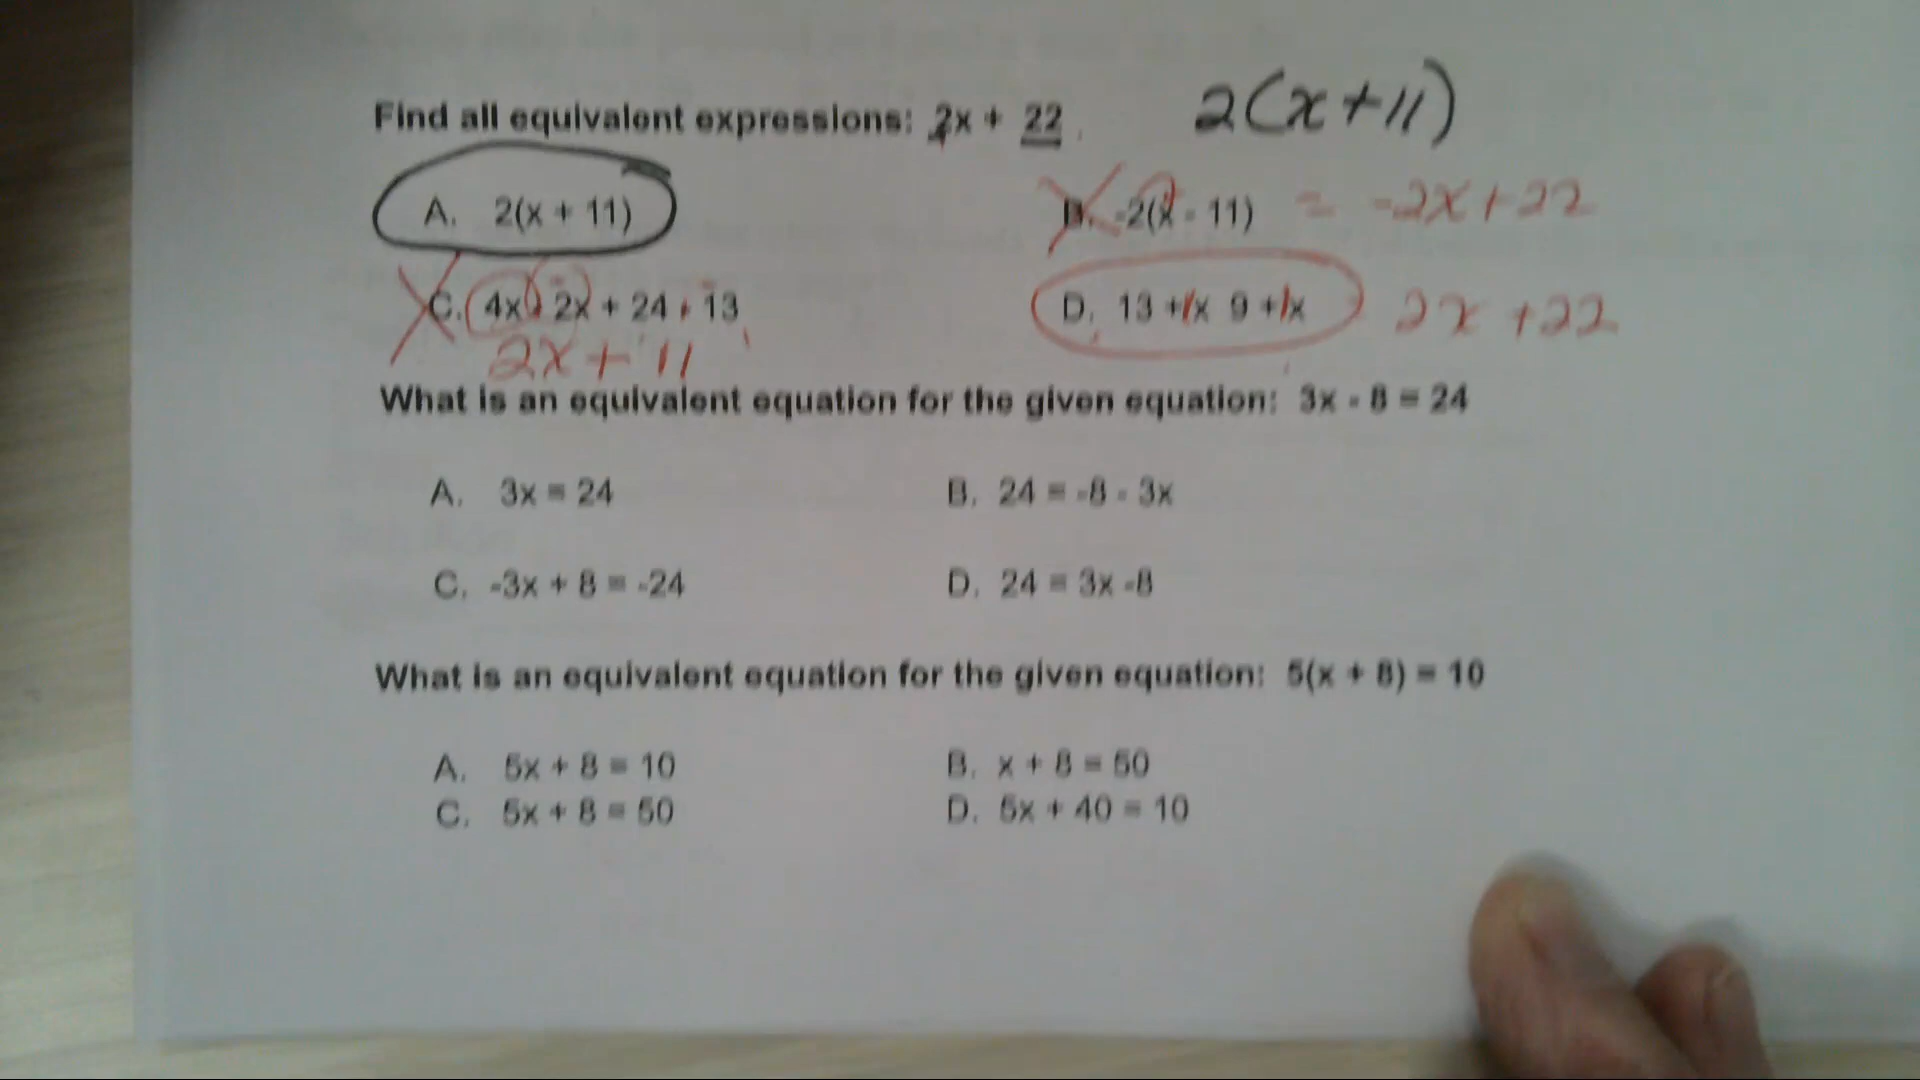 Find all equivalent expressions: 2x + 22 2(x+11)
A. 2(x + 11) B. -2(x - 11) = -2x+22
C. 4x - 2x + 24 - 13 D. 13 +1x 9 +1x 2x +22
2x + 11
What is an equivalent equation for the given equation: 3x - 8 = 24
A. 3x = 24 B. 24 = -8 - 3x
C. -3x + 8 = -24 D. 24 = 3x -8
What is an equivalent equation for the given equation: 5(x + 8) = 10
A. 5x + 8 = 10 B. x + 8 = 50
C. 5x + 8 = 50 D. 5x + 40 = 10